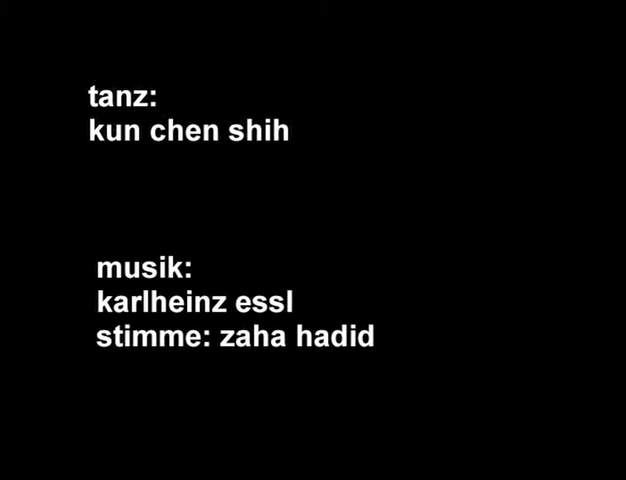 tanz:
kun chen shih
musik:
karlheinz essl
stimme: zaha hadid